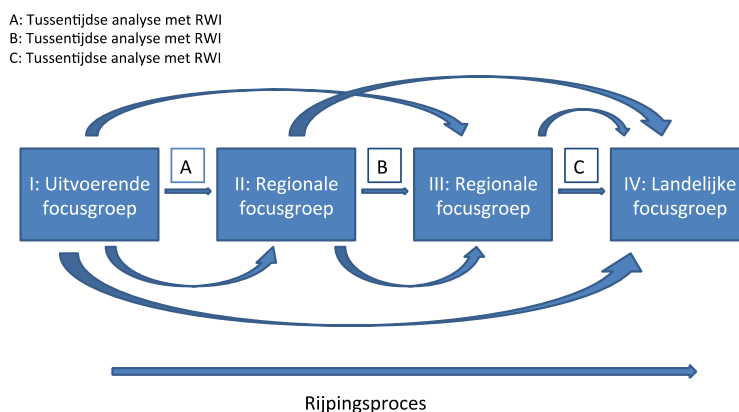 A: Tussentijdse analyse met RWI
B: Tussentijdse analyse met RWI
C: Tussentijdse analyse met RWI
I: Uitvoerende
focusgroep
A
II: Regionale
focusgroep
B
III: Regionale
focusgroep
C
IV: Landelijke
focusgroep
Rijpingsproces